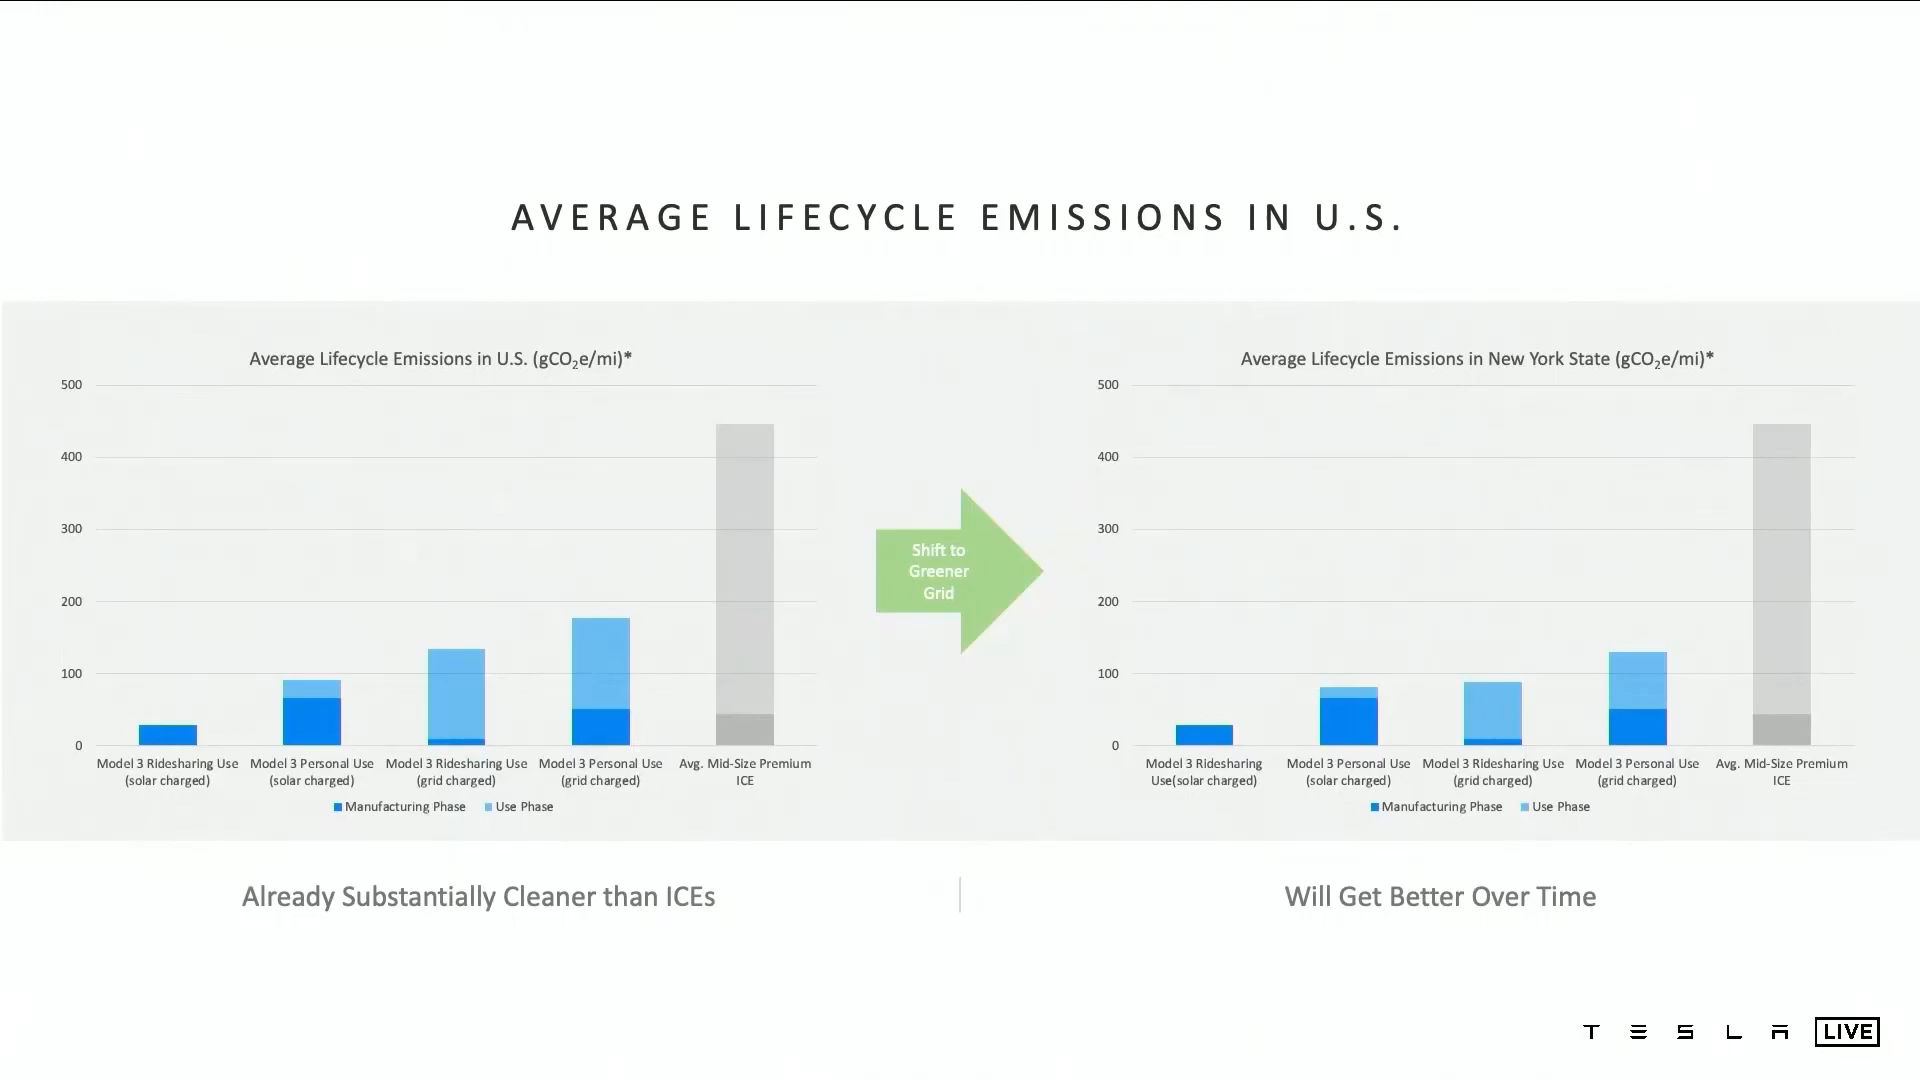 AVERAGE LIFECYCLE EMISSIONS IN U.S.
Average Lifecycle Emissions in U.S. (gCO₂e/mi)*
500
400
300
200
100
0
Model 3 Ridesharing Use
(solar charged)
Model 3 Personal Use
(solar charged)
Model 3 Ridesharing Use
(grid charged)
Model 3 Personal Use
(grid charged)
Avg. Mid-Size Premium
ICE
Manufacturing Phase
Use Phase
Shift to
Greener
Grid
Average Lifecycle Emissions in New York State (gCO₂e/mi)*
500
400
300
200
100
0
Model 3 Ridesharing
Use(solar charged)
Model 3 Personal Use
(solar charged)
Model 3 Ridesharing Use
(grid charged)
Model 3 Personal Use
(grid charged)
Avg. Mid-Size Premium
ICE
Manufacturing Phase
Use Phase
Already Substantially Cleaner than ICEs
Will Get Better Over Time
TESLA LIVE